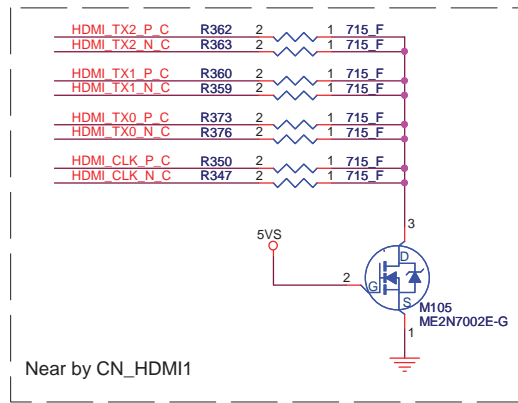 HDMI_TX2_P_C R362 2 1 715_F
HDMI_TX2_N_C R363 2 1 715_F
HDMI_TX1_P_C R360 2 1 715_F
HDMI_TX1_N_C R359 2 1 715_F
HDMI_TX0_P_C R373 2 1 715_F
HDMI_TX0_N_C R376 2 1 715_F
HDMI_CLK_P_C R350 2 1 715_F
HDMI_CLK_N_C R347 2 1 715_F
3
5VS
D
2
G
S
M105
ME2N7002E-G
1
Near by CN_HDMI1